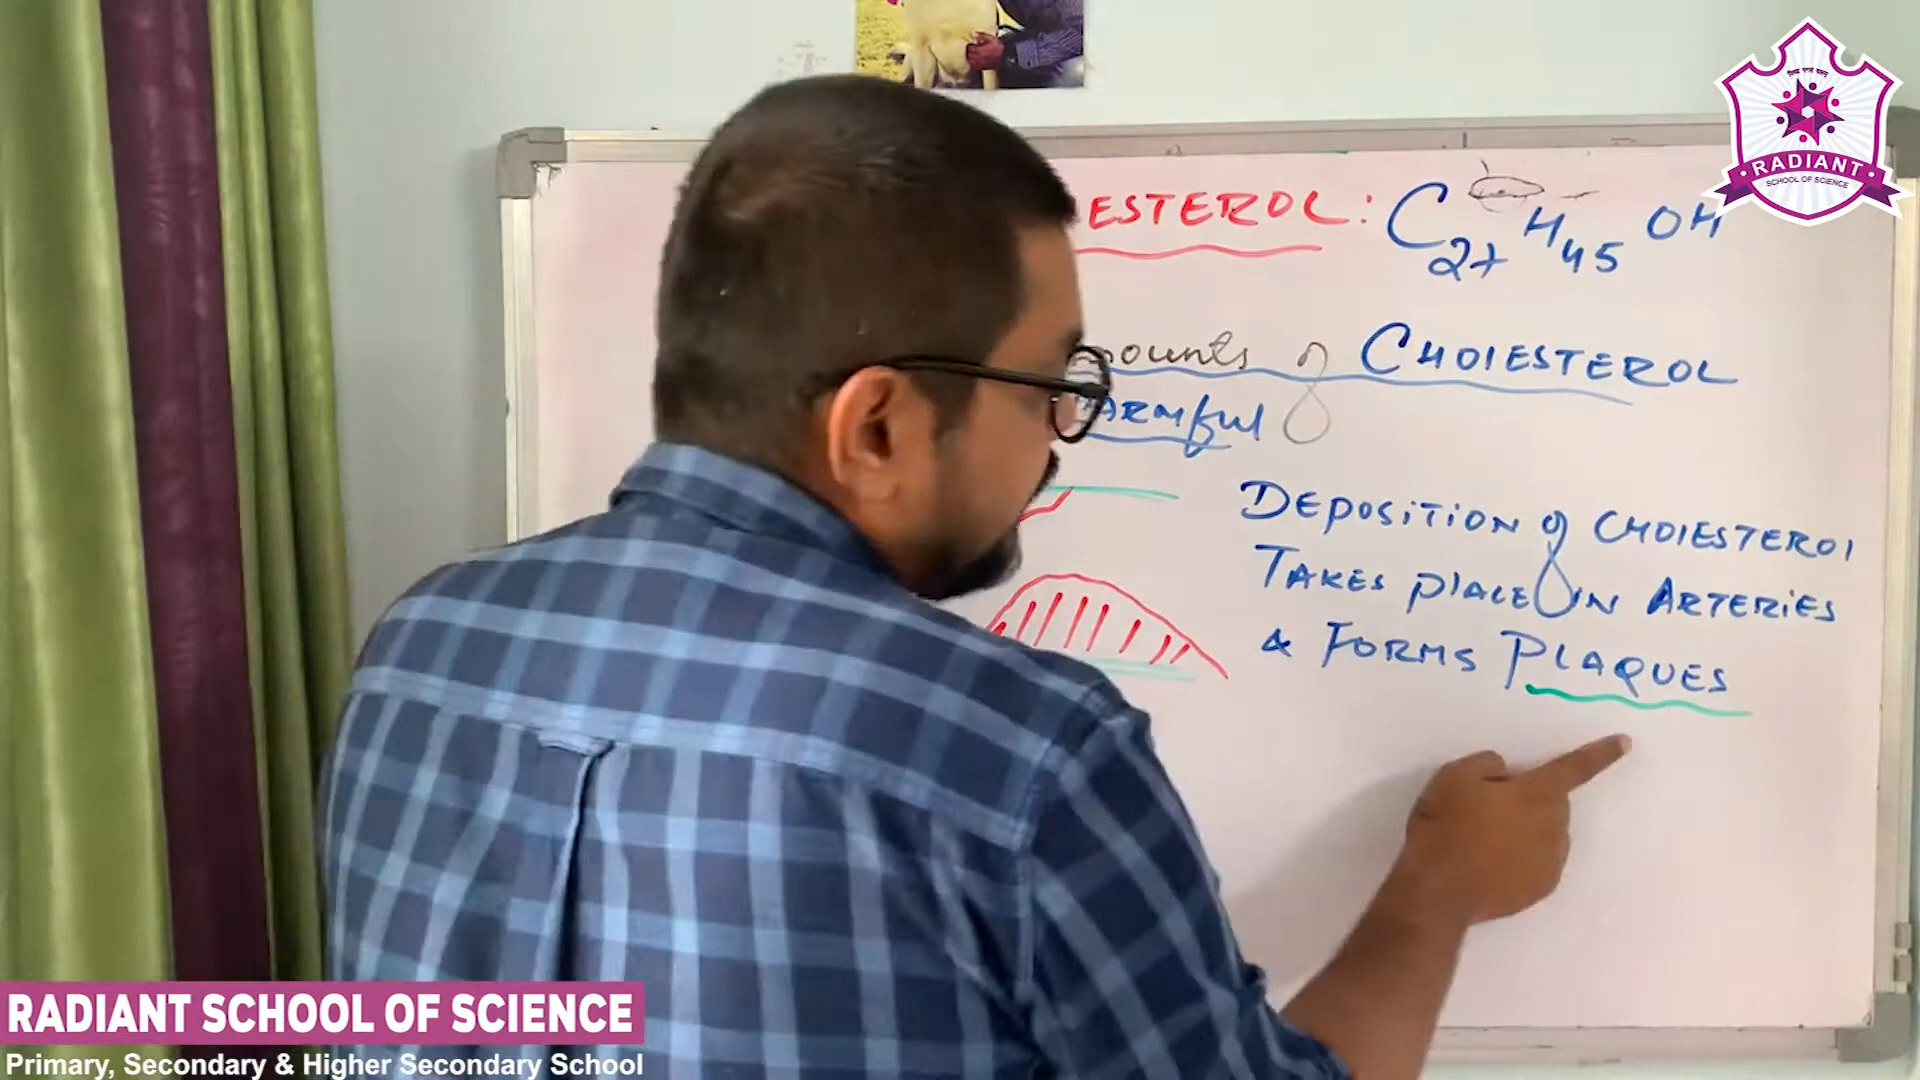 ESTEROL: C27H45OH
ounts of CHOLESTEROL
ARMful
DEPOSITION of CHOLESTEROL
TAKES PLACE IN ARTERIES
& FORMS PLAQUES
RADIANT
SCHOOL OF SCIENCE
RADIANT SCHOOL OF SCIENCE
Primary, Secondary & Higher Secondary School